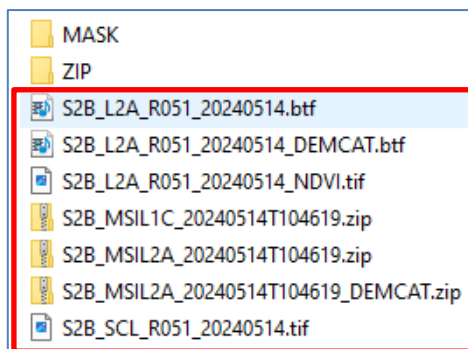 MASK
ZIP
S2B_L2A_R051_20240514.btf
S2B_L2A_R051_20240514_DEMCAT.btf
S2B_L2A_R051_20240514_NDVI.tif
S2B_MSIL1C_20240514T104619.zip
S2B_MSIL2A_20240514T104619.zip
S2B_MSIL2A_20240514T104619_DEMCAT.zip
S2B_SCL_R051_20240514.tif